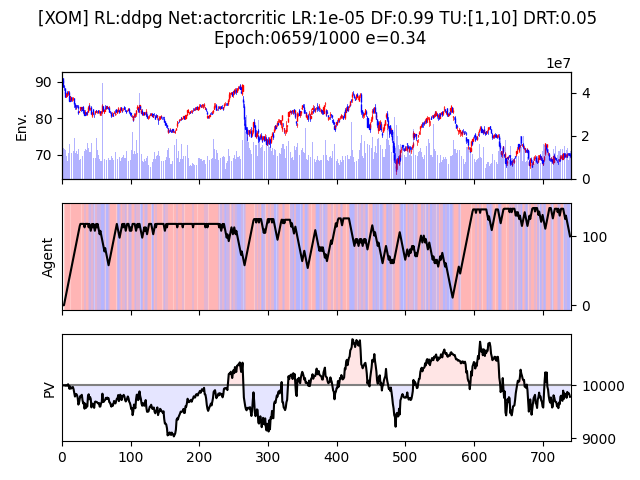 [XOM] RL:ddpg Net:actorcritic LR:1e-05 DF:0.99 TU:[1,10] DRT:0.05
Epoch:0659/1000 e=0.34
1e7
Env.
90
80
70
4
2
0
Agent
100
0
PV
10000
9000
0 100 200 300 400 500 600 700